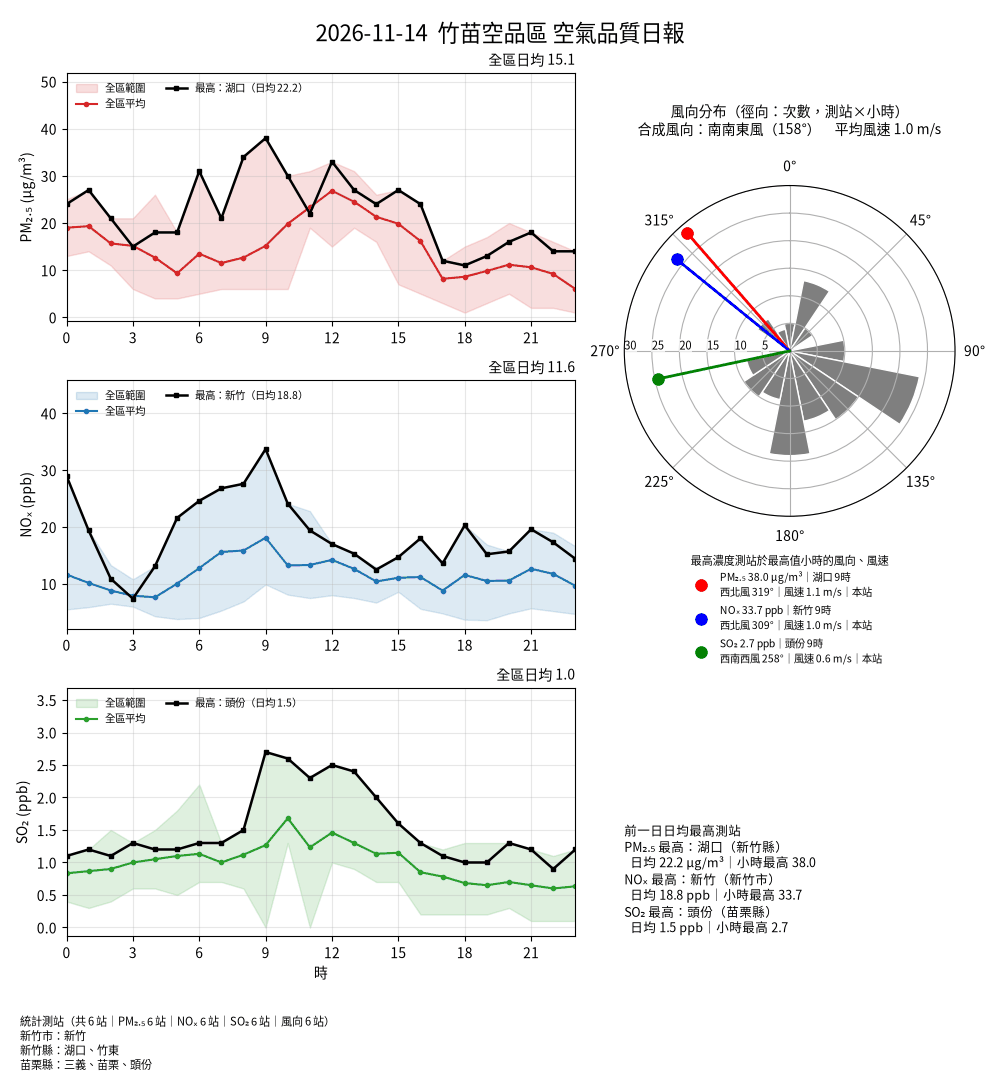 2026-11-14 竹苗空品區 空氣品質日報
全區日均 15.1
全區範圍
全區平均
最高：湖口（日均 22.2）
PM₂.₅ (μg/m³)
50
40
30
20
10
0
0 3 6 9 12 15 18 21
全區日均 11.6
全區範圍
全區平均
最高：新竹（日均 18.8）
NOₓ (ppb)
40
30
20
10
0 3 6 9 12 15 18 21
全區日均 1.0
全區範圍
全區平均
最高：頭份（日均 1.5）
SO₂ (ppb)
3.5
3.0
2.5
2.0
1.5
1.0
0.5
0.0
0 3 6 9 12 15 18 21
時
風向分布（徑向：次數，測站×小時）
合成風向：南南東風（158°） 平均風速 1.0 m/s
0°
315° 45°
270° 30 25 20 15 10 5 90°
225° 135°
180°
最高濃度測站於最高值小時的風向、風速
PM₂.₅ 38.0 μg/m³｜湖口 9時
西北風 319°｜風速 1.1 m/s｜本站
NOₓ 33.7 ppb｜新竹 9時
西北風 309°｜風速 1.0 m/s｜本站
SO₂ 2.7 ppb｜頭份 9時
西南西風 258°｜風速 0.6 m/s｜本站
前一日日均最高測站
PM₂.₅ 最高：湖口（新竹縣）
日均 22.2 μg/m³｜小時最高 38.0
NOₓ 最高：新竹（新竹市）
日均 18.8 ppb｜小時最高 33.7
SO₂ 最高：頭份（苗栗縣）
日均 1.5 ppb｜小時最高 2.7
統計測站（共 6 站｜PM₂.₅ 6 站｜NOₓ 6 站｜SO₂ 6 站｜風向 6 站）
新竹市：新竹
新竹縣：湖口、竹東
苗栗縣：三義、苗栗、頭份